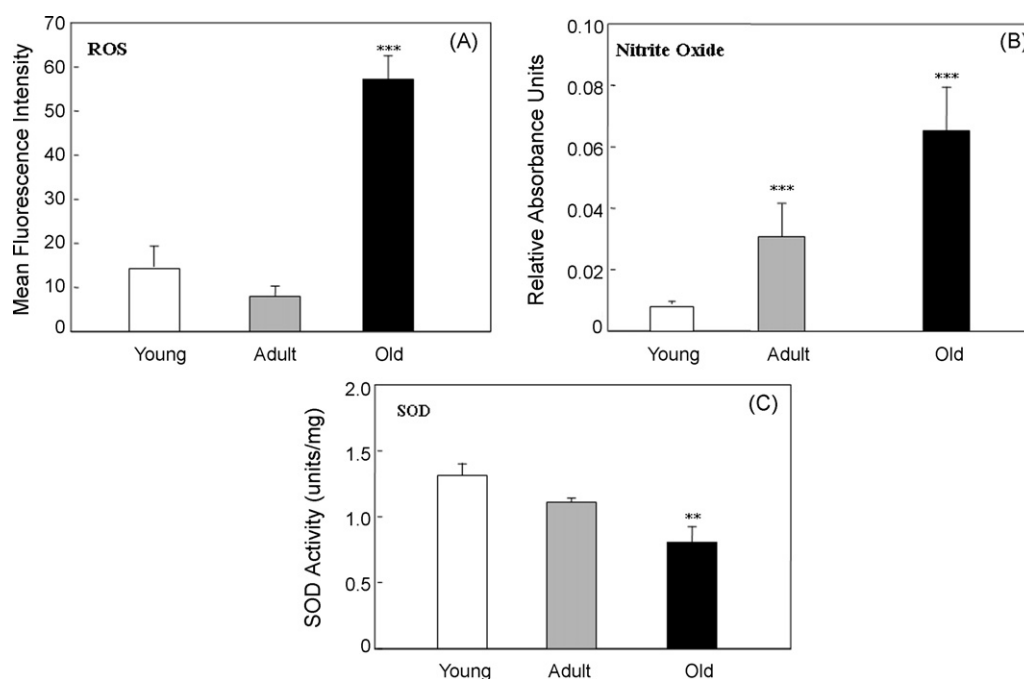 (A)
ROS
Mean Fluorescence Intensity
70
60
50
40
30
20
10
0
***
Young Adult Old
(B)
Nitrite Oxide
Relative Absorbance Units
0.10
0.08
0.06
0.04
0.02
0
***
***
Young Adult Old
(C)
SOD
SOD Activity (units/mg)
2.0
1.5
1.0
0.5
0
**
Young Adult Old